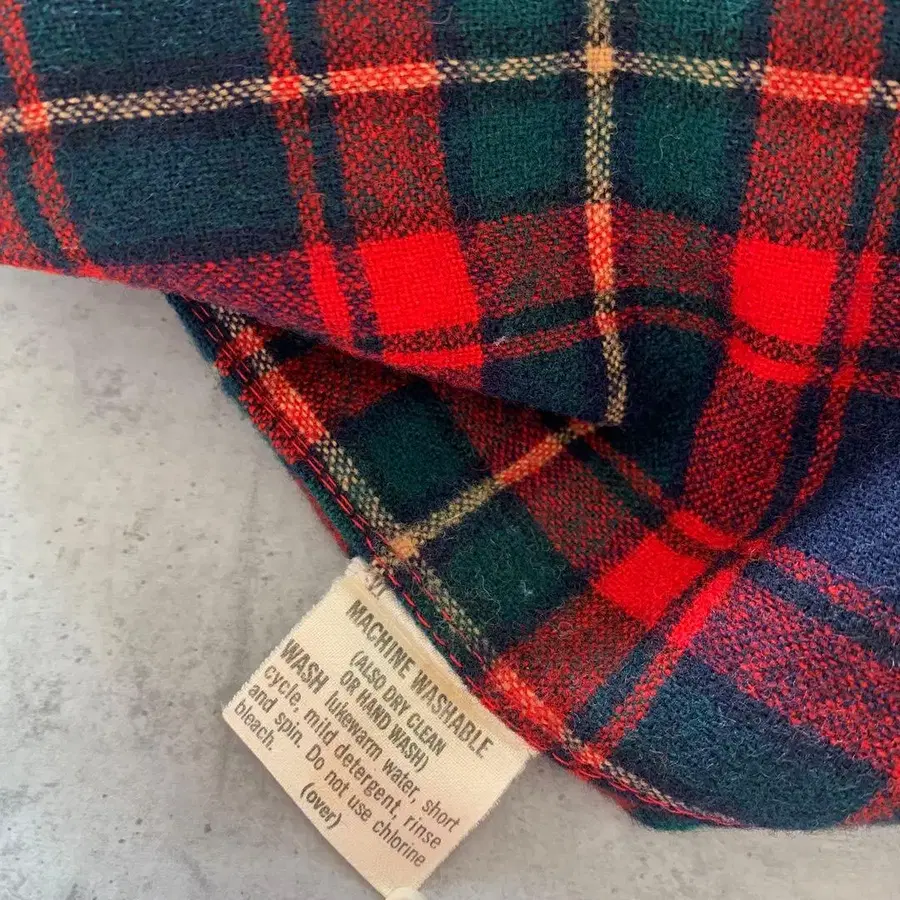 MACHINE WASHABLE
(ALSO DRY CLEAN
OR HAND WASH)
WASH lukewarm water, short
cycle, mild detergent, rinse
and spin. Do not use chlorine
bleach.
(over)